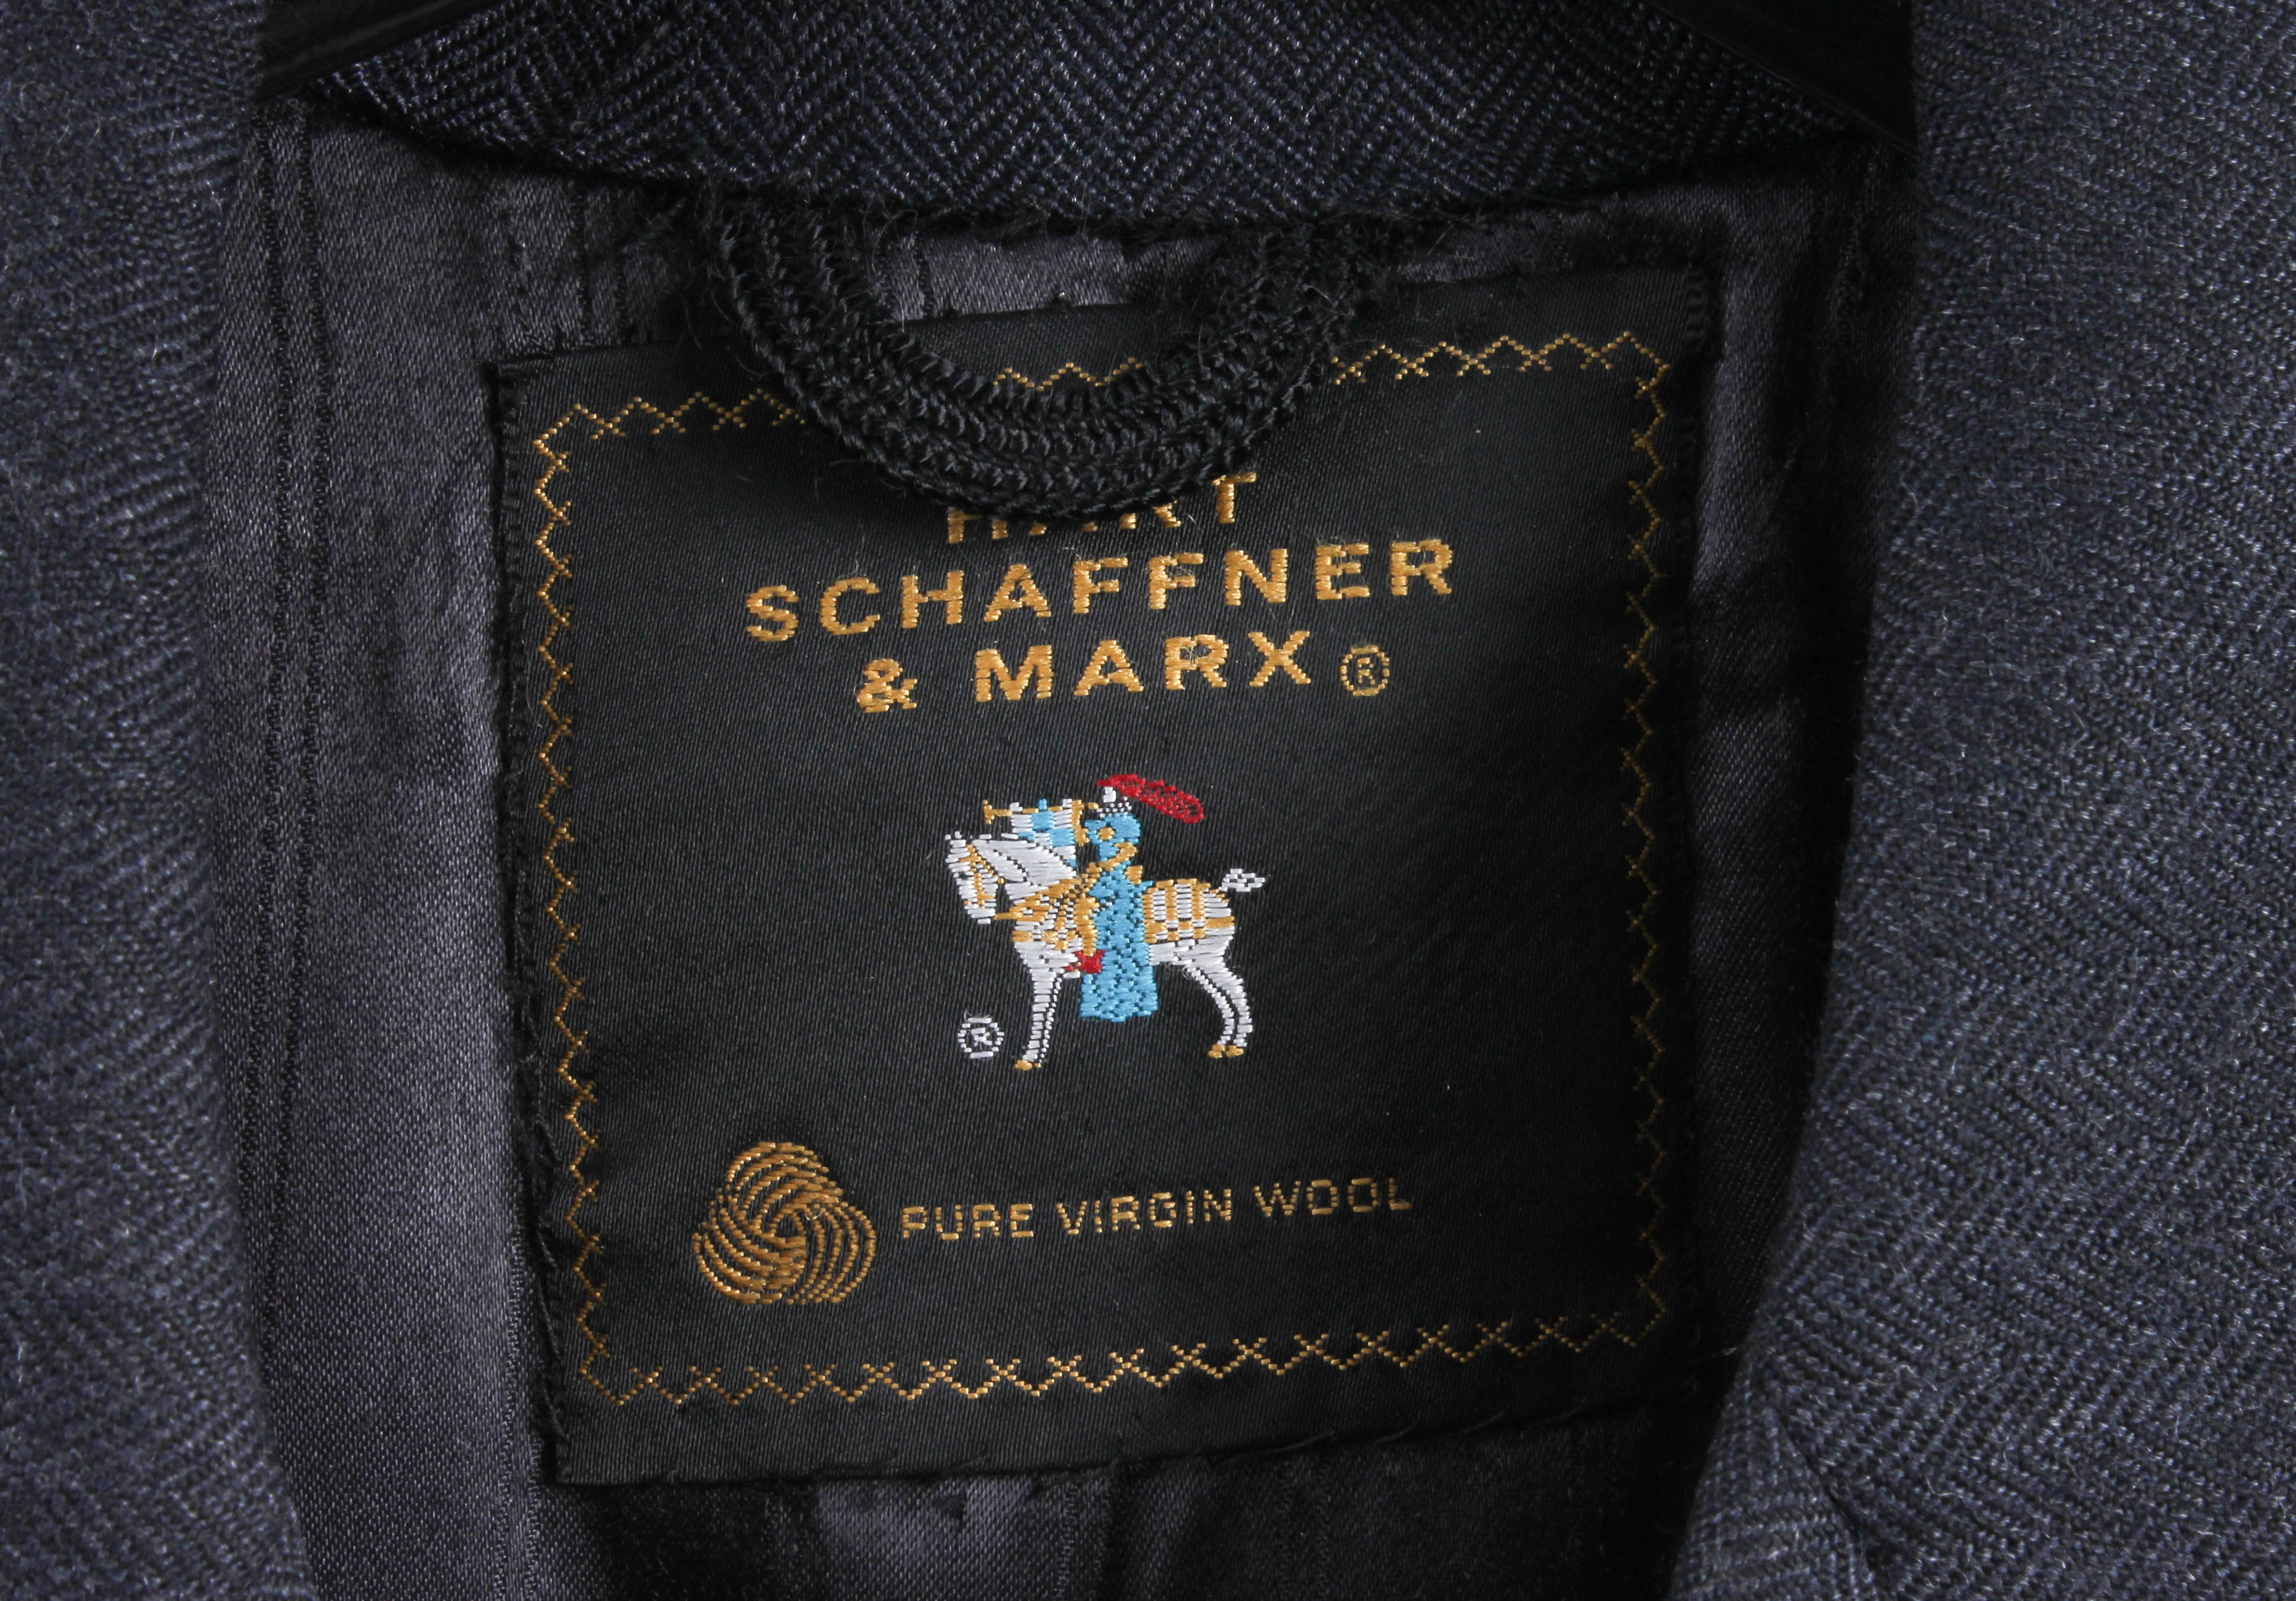 HART
SCHAFFNER
& MARX ®
®
PURE VIRGIN WOOL